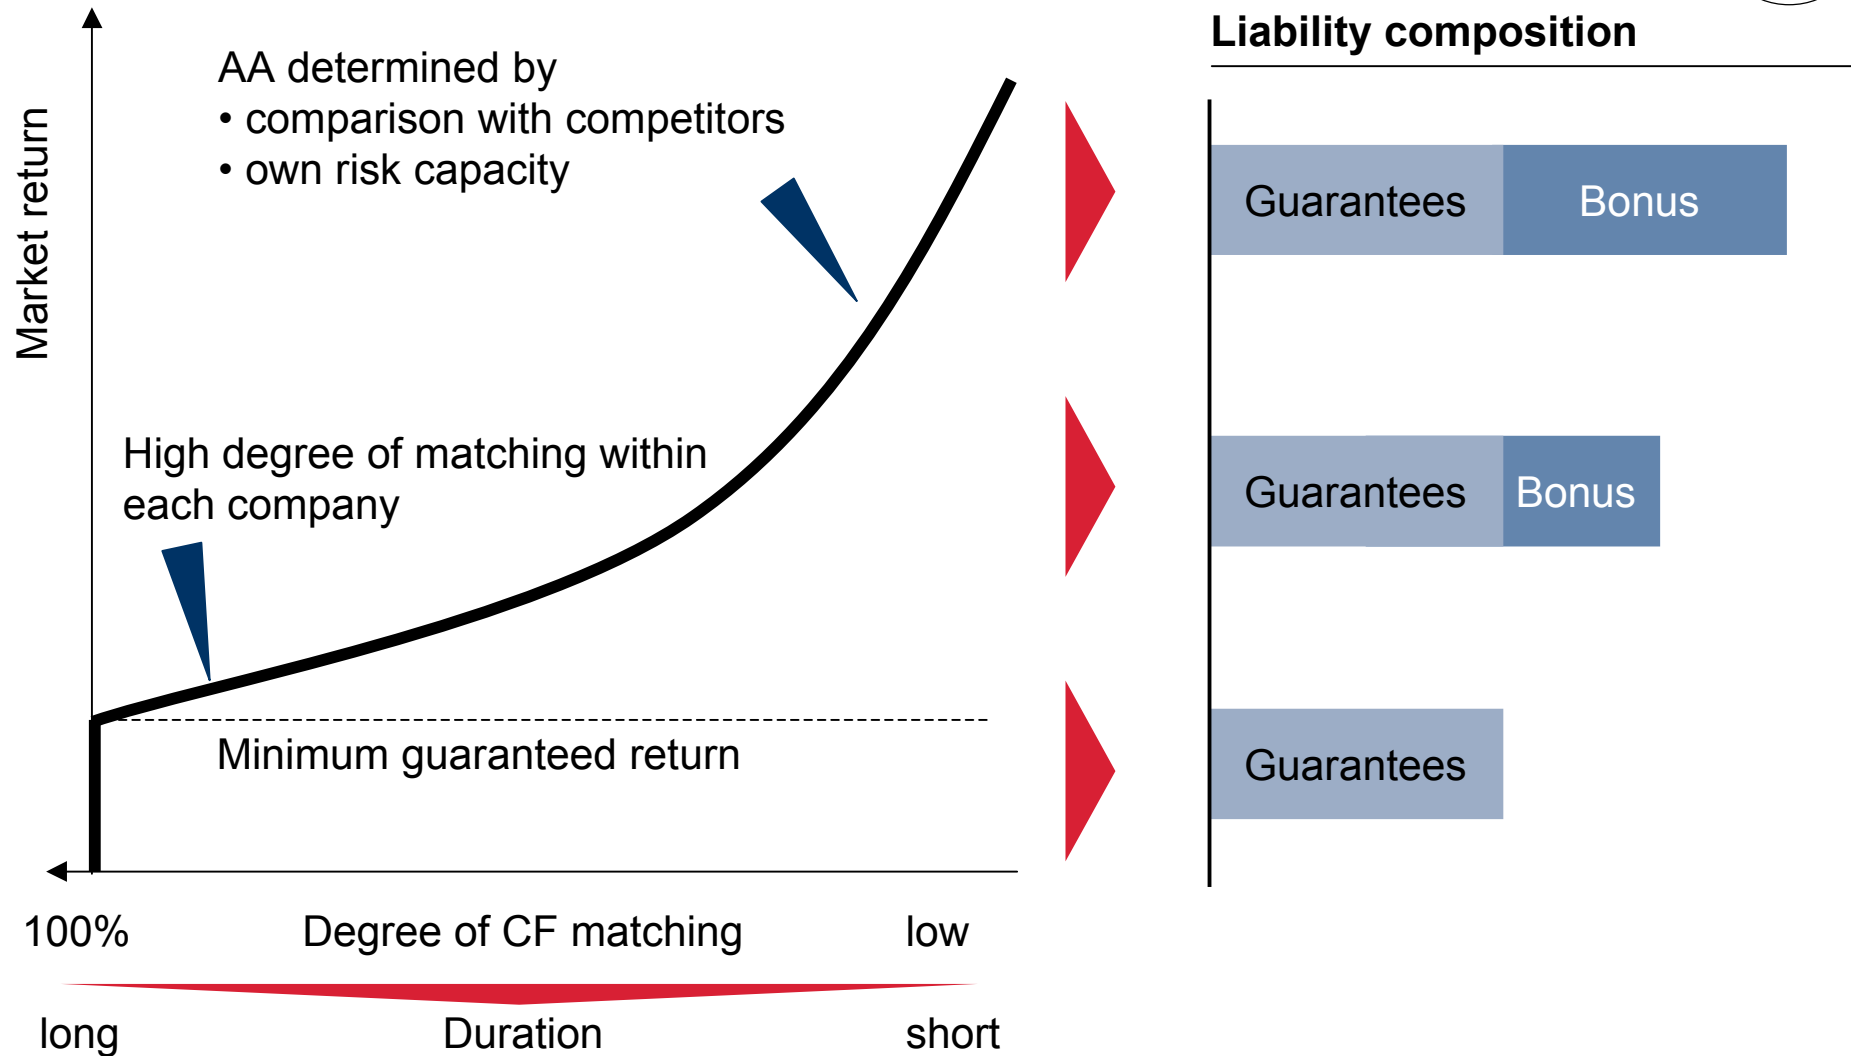 Liability composition
Market return
AA determined by
• comparison with competitors
• own risk capacity
High degree of matching within
each company
Minimum guaranteed return
100% Degree of CF matching low
long Duration short
Guarantees Bonus
Guarantees Bonus
Guarantees